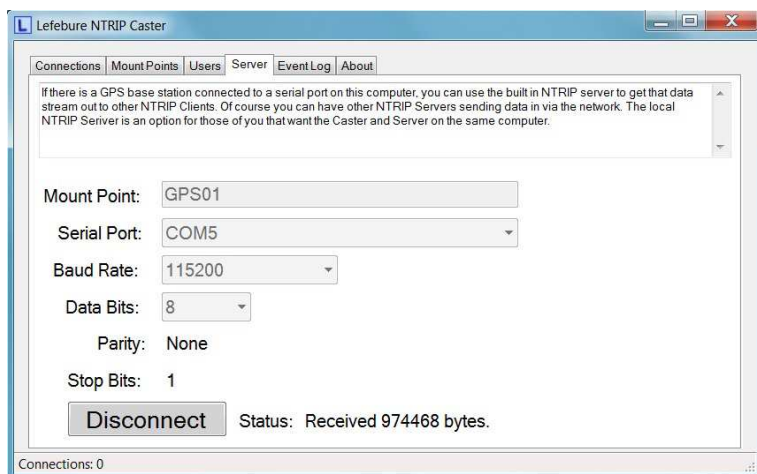 L Lefebure NTRIP Caster
Connections Mount Points Users Server Event Log About
If there is a GPS base station connected to a serial port on this computer, you can use the built in NTRIP server to get that data
stream out to other NTRIP Clients. Of course you can have other NTRIP Servers sending data in via the network. The local
NTRIP Seriver is an option for those of you that want the Caster and Server on the same computer.
Mount Point: GPS01
Serial Port: COM5
Baud Rate: 115200
Data Bits: 8
Parity: None
Stop Bits: 1
Disconnect Status: Received 974468 bytes.
Connections: 0